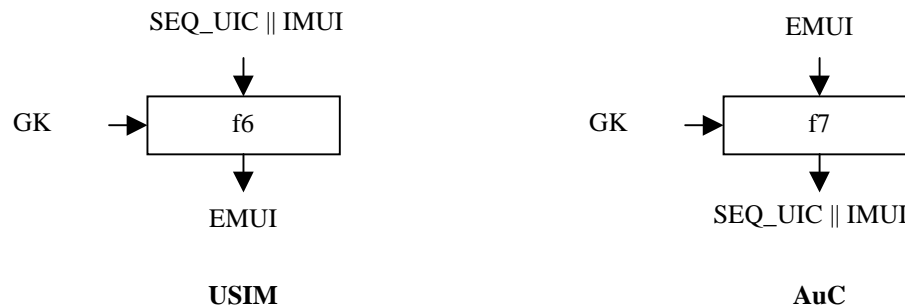 SEQ_UIC || IMUI
GK
f6
EMUI
USIM
EMUI
GK
f7
SEQ_UIC || IMUI
AuC